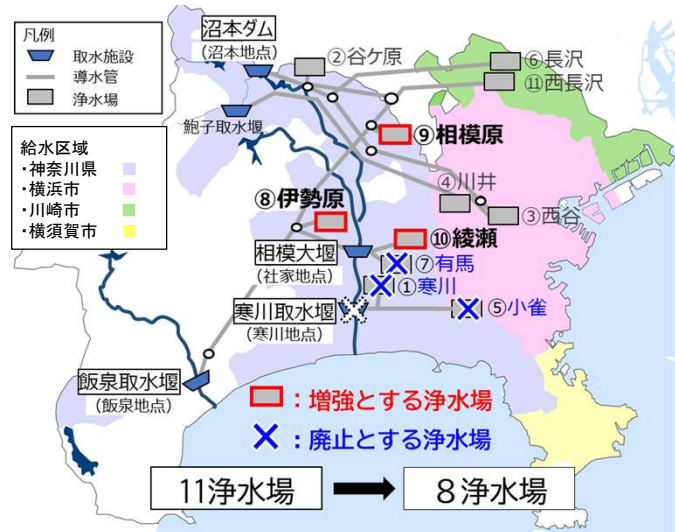 凡例
取水施設
導水管
浄水場
給水区域
・神奈川県
・横浜市
・川崎市
・横須賀市
沼本ダム
(沼本地点)
②谷ケ原
⑥長沢
⑪西長沢
鮑子取水堰
⑨相模原
④川井
③西谷
⑧伊勢原
⑩綾瀬
相模大堰
(社家地点)
⑦有馬
①寒川
寒川取水堰
(寒川地点)
⑤小雀
飯泉取水堰
(飯泉地点)
：増強とする浄水場
：廃止とする浄水場
11浄水場
８浄水場